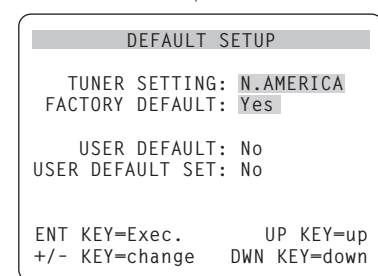 DEFAULT SETUP
TUNER SETTING: N.AMERICA
FACTORY DEFAULT: Yes
USER DEFAULT: No
USER DEFAULT SET: No
ENT KEY=Exec. UP KEY=up
+/- KEY=change DWN KEY=down